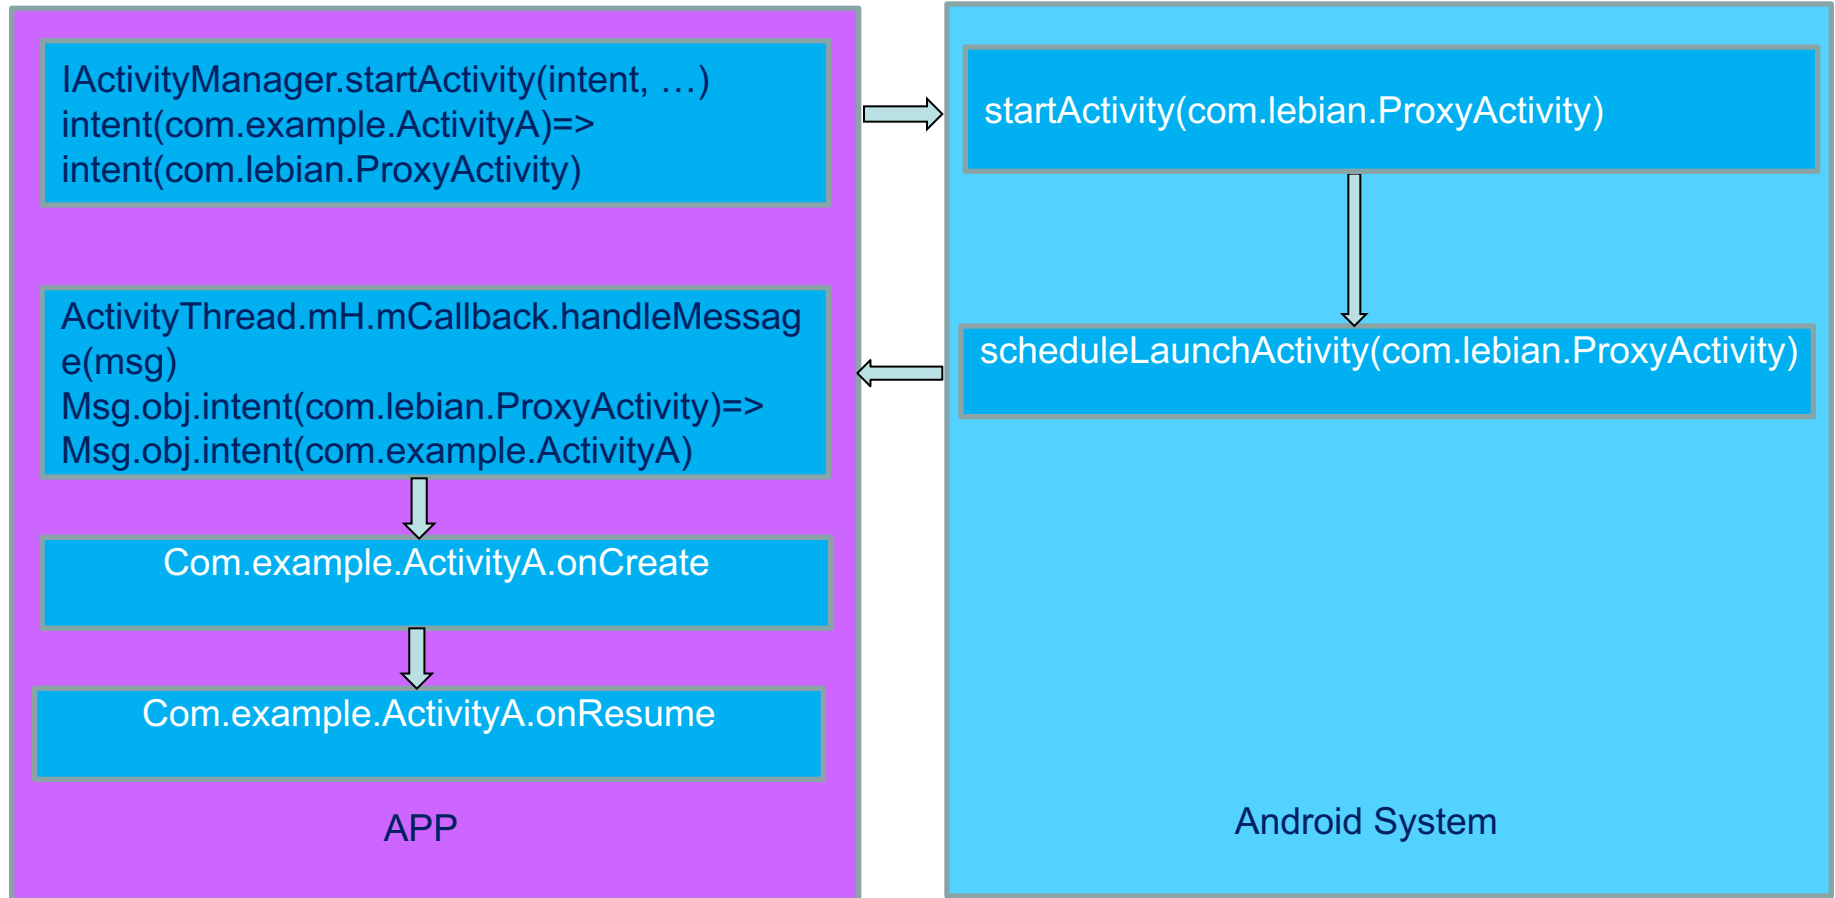 IActivityManager.startActivity(intent, …)
intent(com.example.ActivityA)=>
intent(com.lebian.ProxyActivity)
startActivity(com.lebian.ProxyActivity)
ActivityThread.mH.mCallback.handleMessag
e(msg)
Msg.obj.intent(com.lebian.ProxyActivity)=>
Msg.obj.intent(com.example.ActivityA)
scheduleLaunchActivity(com.lebian.ProxyActivity)
Com.example.ActivityA.onCreate
Com.example.ActivityA.onResume
APP
Android System